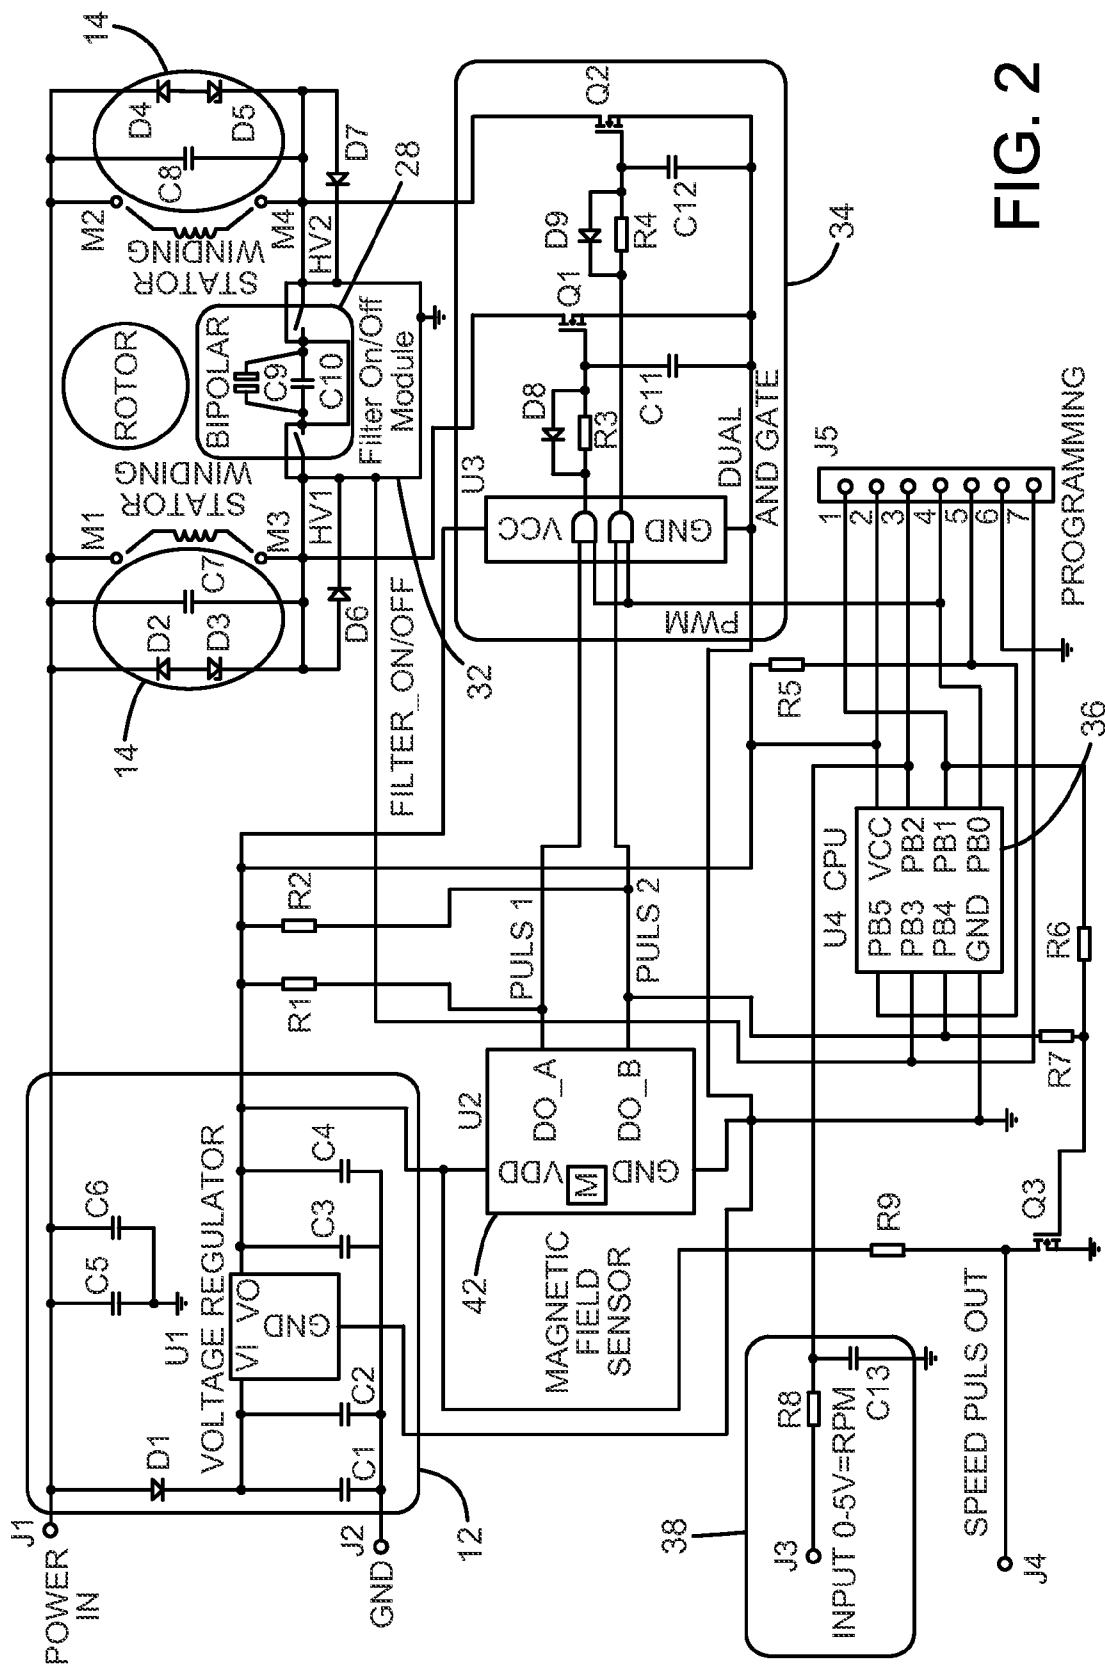 J1
POWER
IN
J2
GND
12
D1
C1
C2
VOLTAGE REGULATOR
U1
VI VO
GND
C5
C6
C3
C4
R1
R2
14
D2
D3
C7
M1
M3
STATOR
WINDING
HV1
D6
ROTOR
BIPOLAR
C9
C10
Filter On/Off
Module
28
32
FILTER_ON/OFF
STATOR
WINDING
M2
M4
HV2
D7
C8
D4
D5
14
42
MAGNETIC
FIELD
SENSOR
U2
VDD
GND
M
DO_A
DO_B
PULS 1
PULS 2
PWM
U3
VCC
GND
DUAL
AND GATE
D8
R3
C11
Q1
D9
R4
C12
Q2
34
38
J3
INPUT 0-5V=RPM
R8
C13
SPEED PULS OUT
J4
R9
Q3
R7
R6
U4 CPU
PB5 VCC
PB3 PB2
PB4 PB1
GND PB0
36
R5
J5
1
2
3
4
5
6
7
PROGRAMMING
FIG. 2